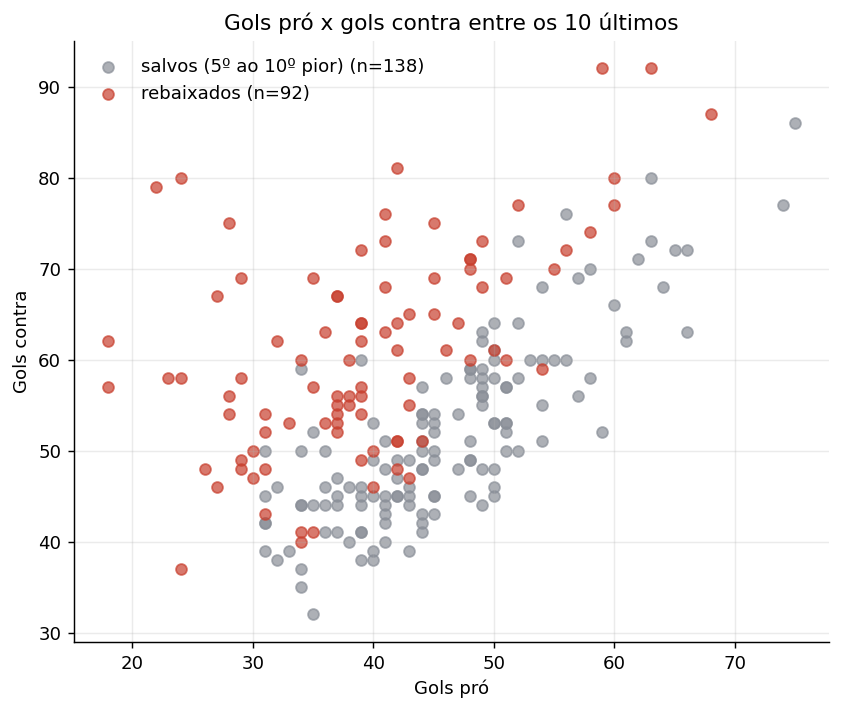 Gols pró x gols contra entre os 10 últimos
salvos (5º ao 10º pior) (n=138)
rebaixados (n=92)
Gols contra
90
80
70
60
50
40
30
20
30
40
50
60
70
Gols pró